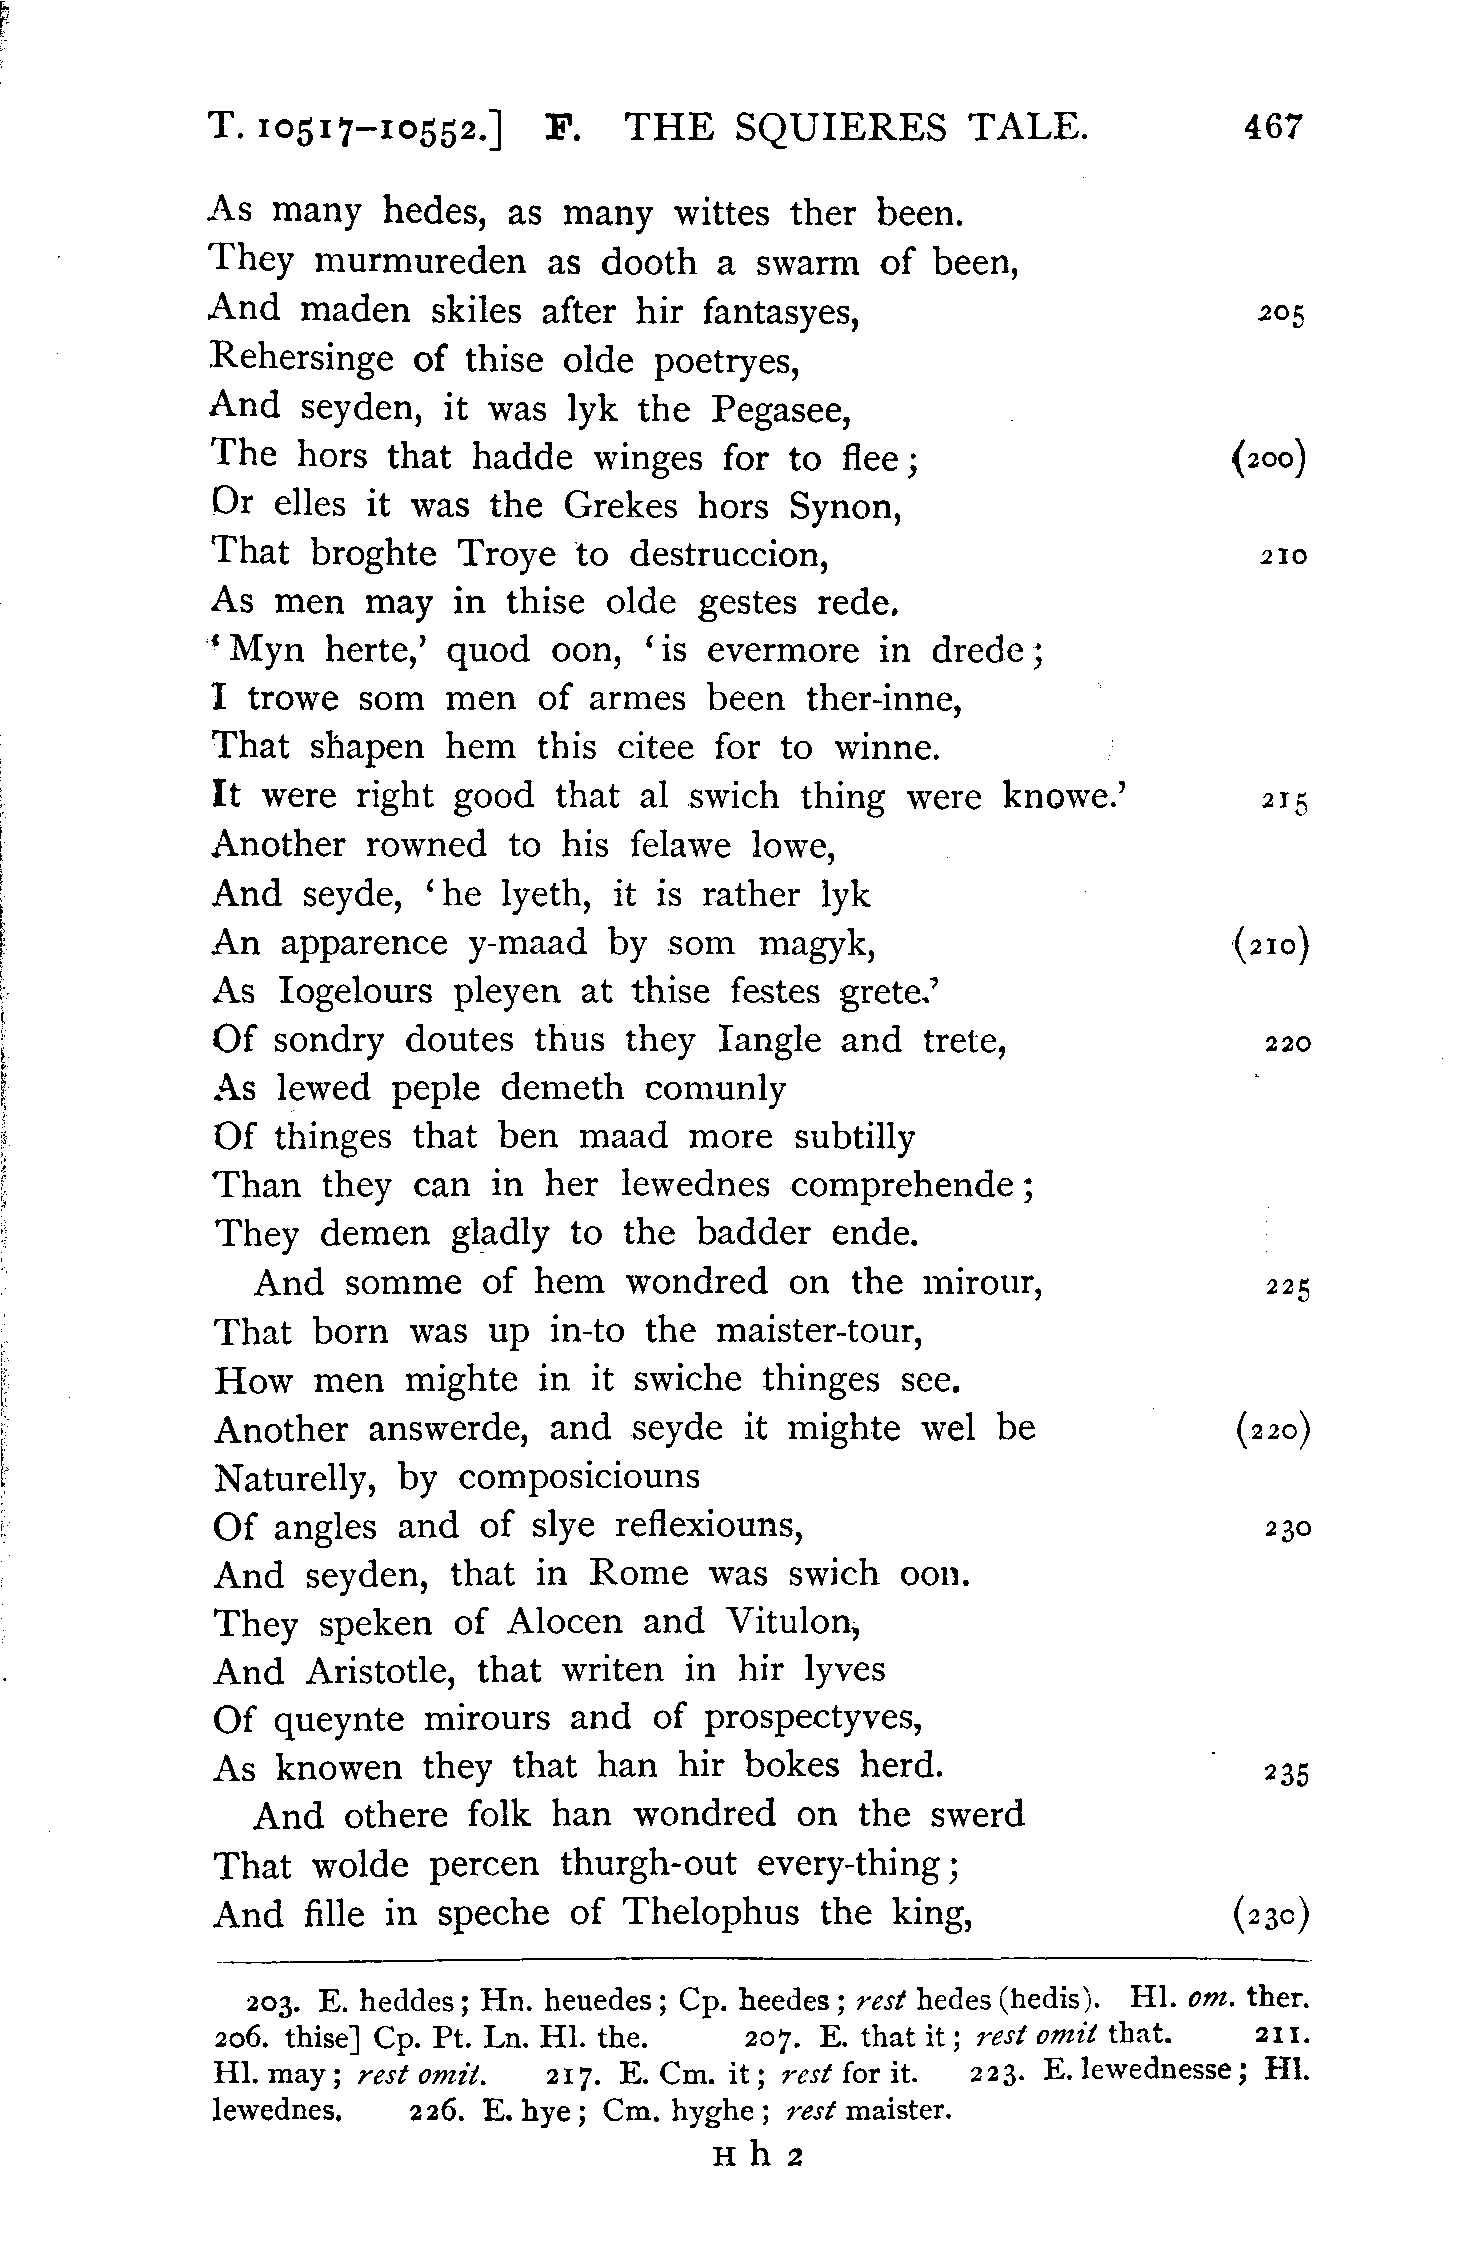 T. 10517-10552.] F. THE SQUIERES TALE. 467
As many hedes, as many wittes ther been.
They murmureden as dooth a swarm of been,
And maden skiles after hir fantasyes, 205
Rehersinge of thise olde poetryes,
And seyden, it was lyk the Pegasee,
The hors that hadde winges for to flee; (200)
Or elles it was the Grekes hors Synon,
That broghte Troye to destruccion, 210
As men may in thise olde gestes rede.
‘Myn herte,’ quod oon, ‘is evermore in drede;
I trowe som men of armes been ther-inne,
That shapen hem this citee for to winne.
It were right good that al swich thing were knowe.’ 215
Another rowned to his felawe lowe,
And seyde, ‘he lyeth, it is rather lyk
An apparence y-maad by som magyk, (210)
As Iogelours pleyen at thise festes grete.’
Of sondry doutes thus they Iangle and trete, 220
As lewed peple demeth comunly
Of thinges that ben maad more subtilly
Than they can in her lewednes comprehende;
They demen gladly to the badder ende.
And somme of hem wondred on the mirour, 225
That born was up in-to the maister-tour,
How men mighte in it swiche thinges see.
Another answerde, and seyde it mighte wel be (220)
Naturelly, by composiciouns
Of angles and of slye reflexiouns, 230
And seyden, that in Rome was swich oon.
They speken of Alocen and Vitulon,
And Aristotle, that writen in hir lyves
Of queynte mirours and of prospectyves,
As knowen they that han hir bokes herd. 235
And othere folk han wondred on the swerd
That wolde percen thurgh-out every-thing;
And fille in speche of Thelophus the king, (230)
203. E. heddes; Hn. heuedes; Cp. heedes; rest hedes (hedis). Hl. om. ther.
206. thise] Cp. Pt. Ln. Hl. the. 207. E. that it; rest omit that. 211.
Hl. may; rest omit. 217. E. Cm. it; rest for it. 223. E. lewednesse; Hl.
lewednes. 226. E. hye; Cm. hyghe; rest maister.
H h 2